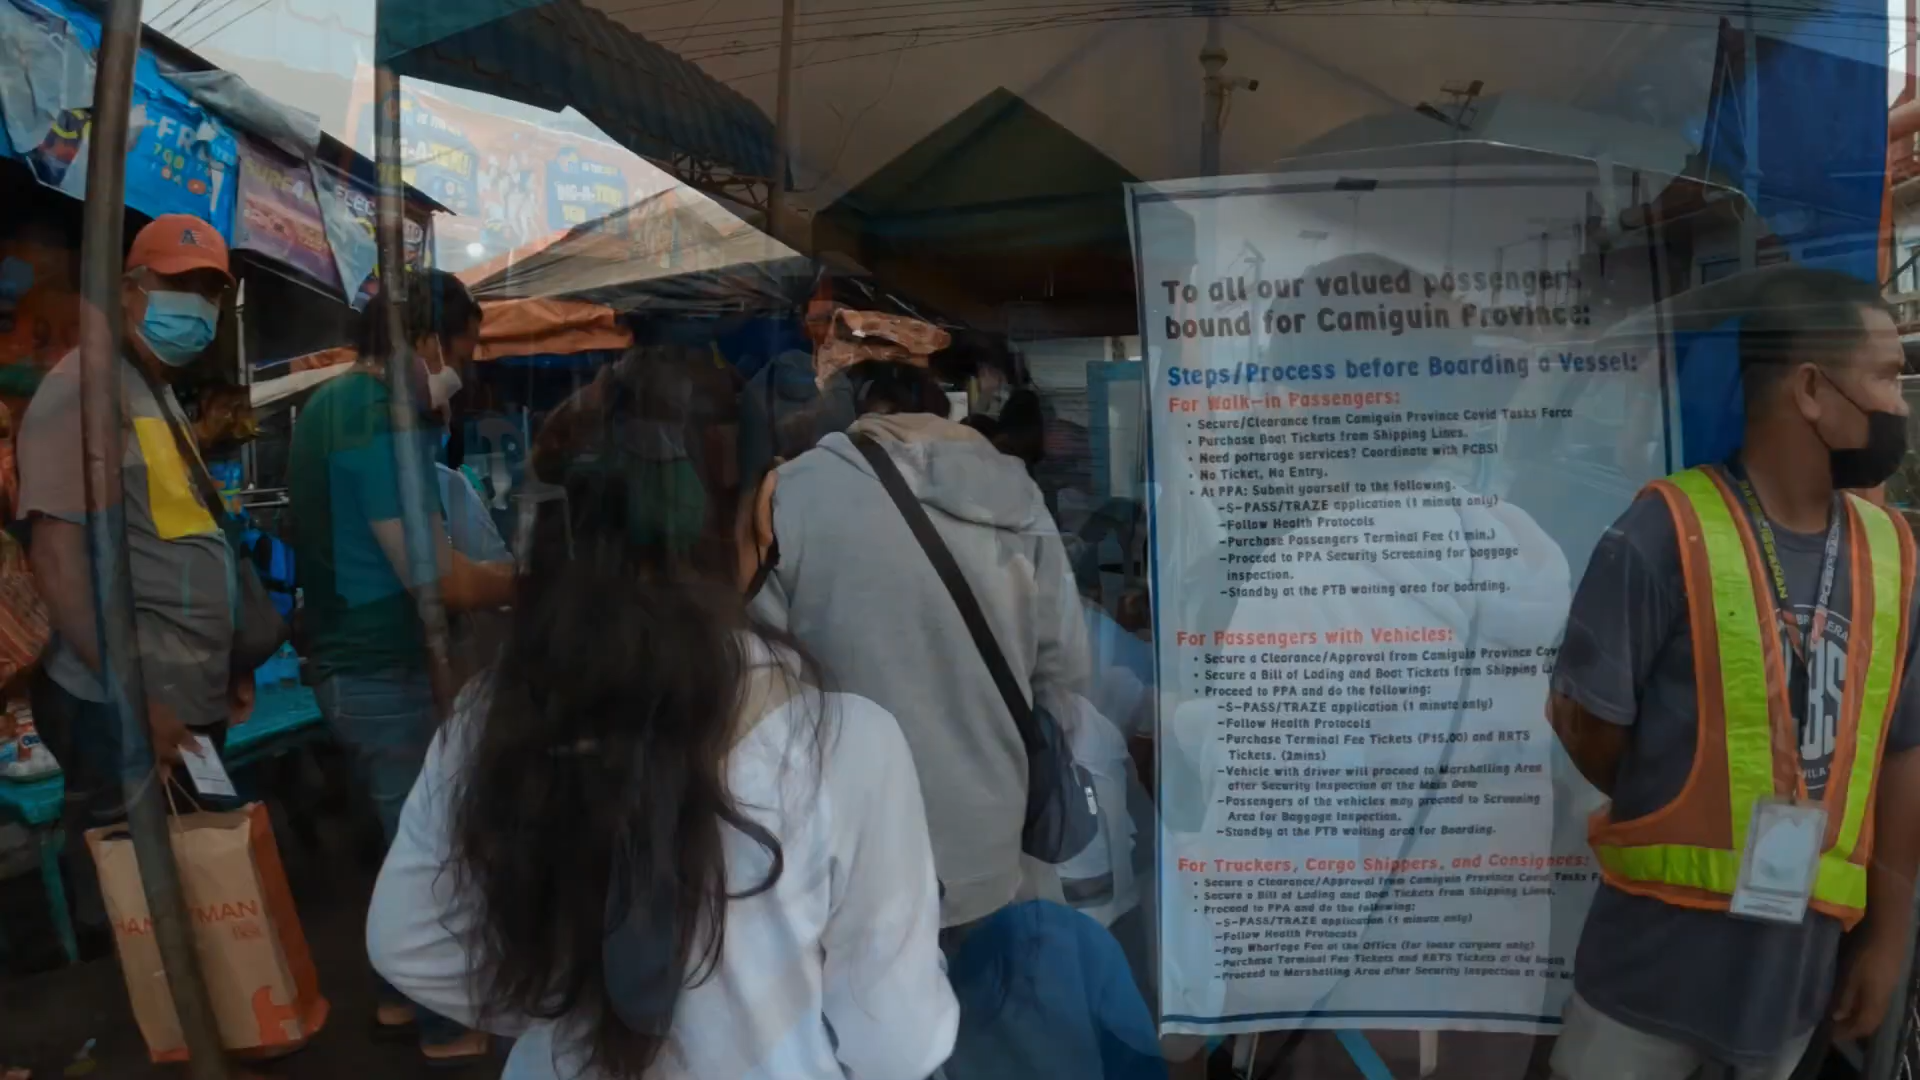 FR
7GB
To all our valued passengers
bound for Camiguin Province:
Steps/Process before Boarding a Vessel:
For Walk-in Passengers:
• Secure/Clearance from Camiguin Province Covid Tasks Force
• Purchase Boat Tickets from Shipping Lines.
• Need porterage services? Coordinate with PCBSI
• No Ticket, No Entry.
• At PPA: Submit yourself to the following.
-S-PASS/TRAZE application (1 minute only)
-Follow Health Protocols
-Purchase Passengers Terminal Fee (1 min.)
-Proceed to PPA Security Screening for baggage
inspection.
-Standby at the PTB waiting area for boarding.
For Passengers with Vehicles:
• Secure a Clearance/Approval from Camiguin Province Cov
• Secure a Bill of Lading and Boat Tickets from Shipping Li
• Proceed to PPA and do the following:
-S-PASS/TRAZE application (1 minute only)
-Follow Health Protocols
-Purchase Terminal Fee Tickets (P15.00) and RRTS
Tickets. (2mins)
-Vehicle with driver will proceed to Marshalling Area
after Security Inspection at the Main Gate
-Passengers of the vehicles may proceed to Screening
Area for Baggage Inspection.
-Standby at the PTB waiting area for Boarding.
For Truckers, Cargo Shippers, and Consignees:
• Secure a Clearance/Approval from Camiguin Province Covid Tasks F
• Secure a Bill of Lading and Boat Tickets from Shipping Lines.
• Proceed to PPA and do the following:
-S-PASS/TRAZE application (1 minute only)
-Follow Health Protocols
-Pay Wharfage Fee at the Office (for loose cargoes only)
-Purchase Terminal Fee Tickets and RRTS Tickets at the booth
-Proceed to Marshalling Area after Security Inspection at the Ma
HAN MAN